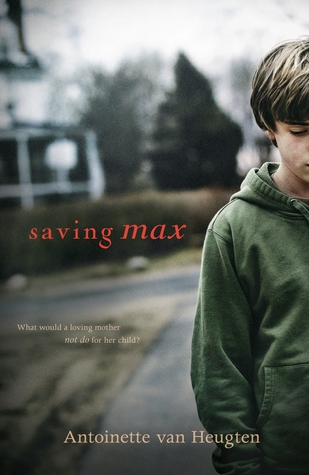 saving max
What would a loving mother
not do for her child?
Antoinette van Heugten